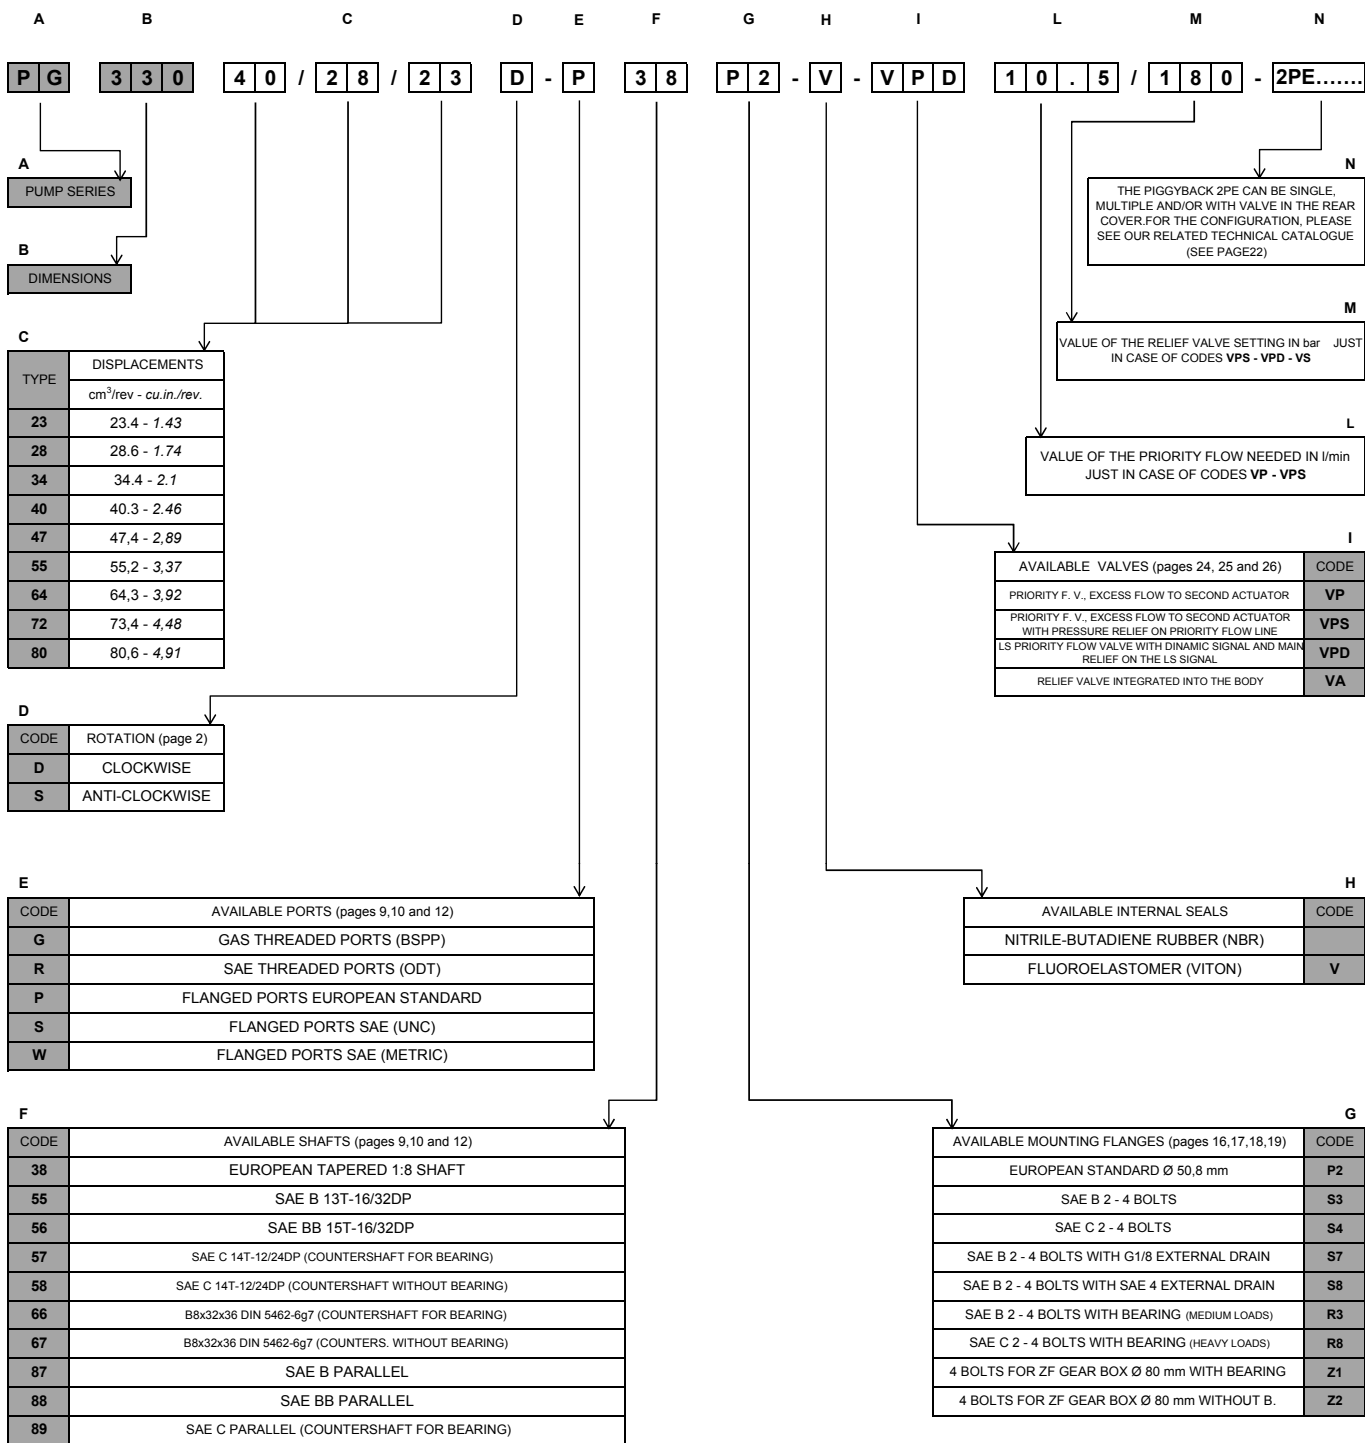 A B C D E F G H I L M N
PG 330 40 / 28 / 23 D - P 38 P2 - V - VPD 10.5 / 180 - 2PE.......
A
PUMP SERIES
B
DIMENSIONS
N
THE PIGGYBACK 2PE CAN BE SINGLE,
MULTIPLE AND/OR WITH VALVE IN THE REAR
COVER.FOR THE CONFIGURATION, PLEASE
SEE OUR RELATED TECHNICAL CATALOGUE
(SEE PAGE22)
M
VALUE OF THE RELIEF VALVE SETTING IN bar JUST
IN CASE OF CODES VPS - VPD - VS
L
VALUE OF THE PRIORITY FLOW NEEDED IN l/min
JUST IN CASE OF CODES VP - VPS
C
TYPE DISPLACEMENTS
cm³/rev - cu.in./rev.
23 23.4 - 1.43
28 28.6 - 1.74
34 34.4 - 2.1
40 40.3 - 2.46
47 47,4 - 2,89
55 55,2 - 3,37
64 64,3 - 3,92
72 73,4 - 4,48
80 80,6 - 4,91
I
AVAILABLE VALVES (pages 24, 25 and 26) CODE
PRIORITY F. V., EXCESS FLOW TO SECOND ACTUATOR VP
PRIORITY F. V., EXCESS FLOW TO SECOND ACTUATOR
WITH PRESSURE RELIEF ON PRIORITY FLOW LINE VPS
LS PRIORITY FLOW VALVE WITH DINAMIC SIGNAL AND MAIN
RELIEF ON THE LS SIGNAL VPD
RELIEF VALVE INTEGRATED INTO THE BODY VA
D
CODE ROTATION (page 2)
D CLOCKWISE
S ANTI-CLOCKWISE
E
CODE AVAILABLE PORTS (pages 9,10 and 12)
G GAS THREADED PORTS (BSPP)
R SAE THREADED PORTS (ODT)
P FLANGED PORTS EUROPEAN STANDARD
S FLANGED PORTS SAE (UNC)
W FLANGED PORTS SAE (METRIC)
H
AVAILABLE INTERNAL SEALS CODE
NITRILE-BUTADIENE RUBBER (NBR)
FLUOROELASTOMER (VITON) V
F
CODE AVAILABLE SHAFTS (pages 9,10 and 12)
38 EUROPEAN TAPERED 1:8 SHAFT
55 SAE B 13T-16/32DP
56 SAE BB 15T-16/32DP
57 SAE C 14T-12/24DP (COUNTERSHAFT FOR BEARING)
58 SAE C 14T-12/24DP (COUNTERSHAFT WITHOUT BEARING)
66 B8x32x36 DIN 5462-6g7 (COUNTERSHAFT FOR BEARING)
67 B8x32x36 DIN 5462-6g7 (COUNTERS. WITHOUT BEARING)
87 SAE B PARALLEL
88 SAE BB PARALLEL
89 SAE C PARALLEL (COUNTERSHAFT FOR BEARING)
G
AVAILABLE MOUNTING FLANGES (pages 16,17,18,19) CODE
EUROPEAN STANDARD Ø 50,8 mm P2
SAE B 2 - 4 BOLTS S3
SAE C 2 - 4 BOLTS S4
SAE B 2 - 4 BOLTS WITH G1/8 EXTERNAL DRAIN S7
SAE B 2 - 4 BOLTS WITH SAE 4 EXTERNAL DRAIN S8
SAE B 2 - 4 BOLTS WITH BEARING (MEDIUM LOADS) R3
SAE C 2 - 4 BOLTS WITH BEARING (HEAVY LOADS) R8
4 BOLTS FOR ZF GEAR BOX Ø 80 mm WITH BEARING Z1
4 BOLTS FOR ZF GEAR BOX Ø 80 mm WITHOUT B. Z2